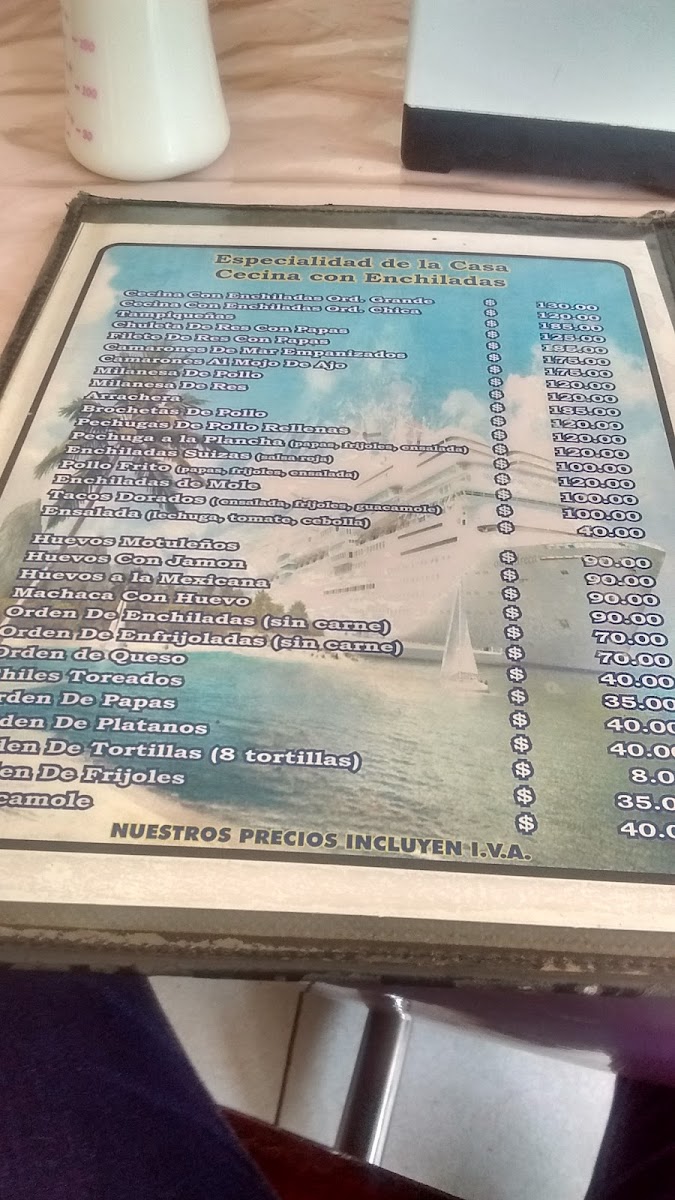 250
100
50
Especialidad de la Casa
Cecina con Enchiladas
Cecina Con Enchiladas Ord. Grande $ 130.00
Cecina Con Enchiladas Ord. Chica $ 120.00
Tampiqueñas $ 185.00
Chuleta De Res Con Papas $ 125.00
Filete De Res Con Papas $ 195.00
Camarones De Mar Empanizados $ 175.00
Camarones Al Mojo De Ajo $ 175.00
Milanesa De Pollo $ 120.00
Milanesa De Res $ 120.00
Arrachera $ 185.00
Brochetas De Pollo $ 120.00
Pechugas De Pollo Rellenas $ 120.00
Pechuga a la Plancha (papas, frijoles, ensalada) $ 120.00
Enchiladas Suizas (salsa roja) $ 100.00
Pollo Frito (papas, frijoles, ensalada) $ 120.00
Enchiladas de Mole $ 100.00
Tacos Dorados (ensalada, frijoles, guacamole) $ 100.00
Ensalada (lechuga, tomate, cebolla) $ 40.00
Huevos Motuleños $ 90.00
Huevos Con Jamon $ 90.00
Huevos a la Mexicana $ 90.00
Machaca Con Huevo $ 90.00
Orden De Enchiladas (sin carne) $ 70.00
Orden De Enfrijoladas (sin carne) $ 70.00
Orden de Queso $ 40.00
hiles Toreados $ 35.00
rden De Papas $ 40.00
den De Platanos $ 40.00
den De Tortillas (8 tortillas) $ 8.0
en De Frijoles $ 35.0
camole $ 40.0
NUESTROS PRECIOS INCLUYEN I.V.A.